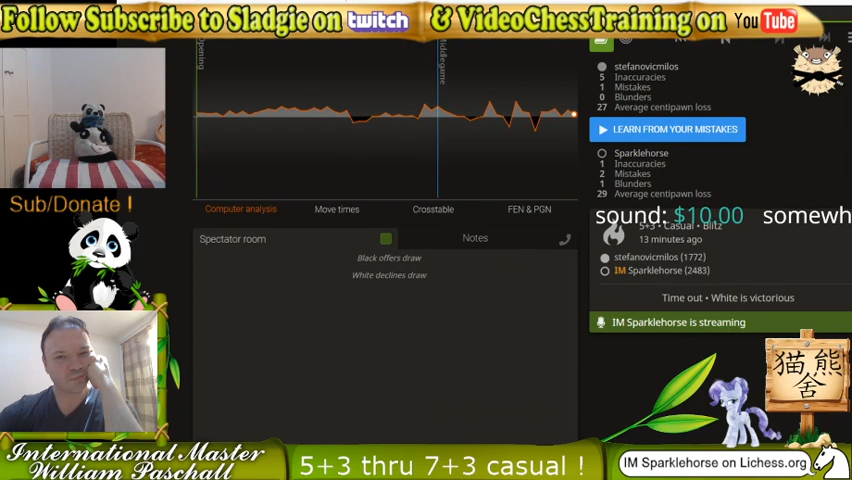 Follow Subscribe to Sladgie on twitch & VideoChessTraining on YouTube
Opening
Middlegame
stefanovicmilos
5 Inaccuracies
1 Mistakes
0 Blunders
27 Average centipawn loss
LEARN FROM YOUR MISTAKES
Sparklehorse
1 Inaccuracies
2 Mistakes
1 Blunders
29 Average centipawn loss
Sub/Donate !
Computer analysis
Move times
Crosstable
FEN & PGN
sound: $10.00 somewh
5+3 • Casual • Blitz
13 minutes ago
Spectator room
Notes
Black offers draw
White declines draw
stefanovicmilos (1772)
IM Sparklehorse (2483)
Time out • White is victorious
IM Sparklehorse is streaming
猫熊舍
International Master
William Paschall
5+3 thru 7+3 casual !
IM Sparklehorse on Lichess.org